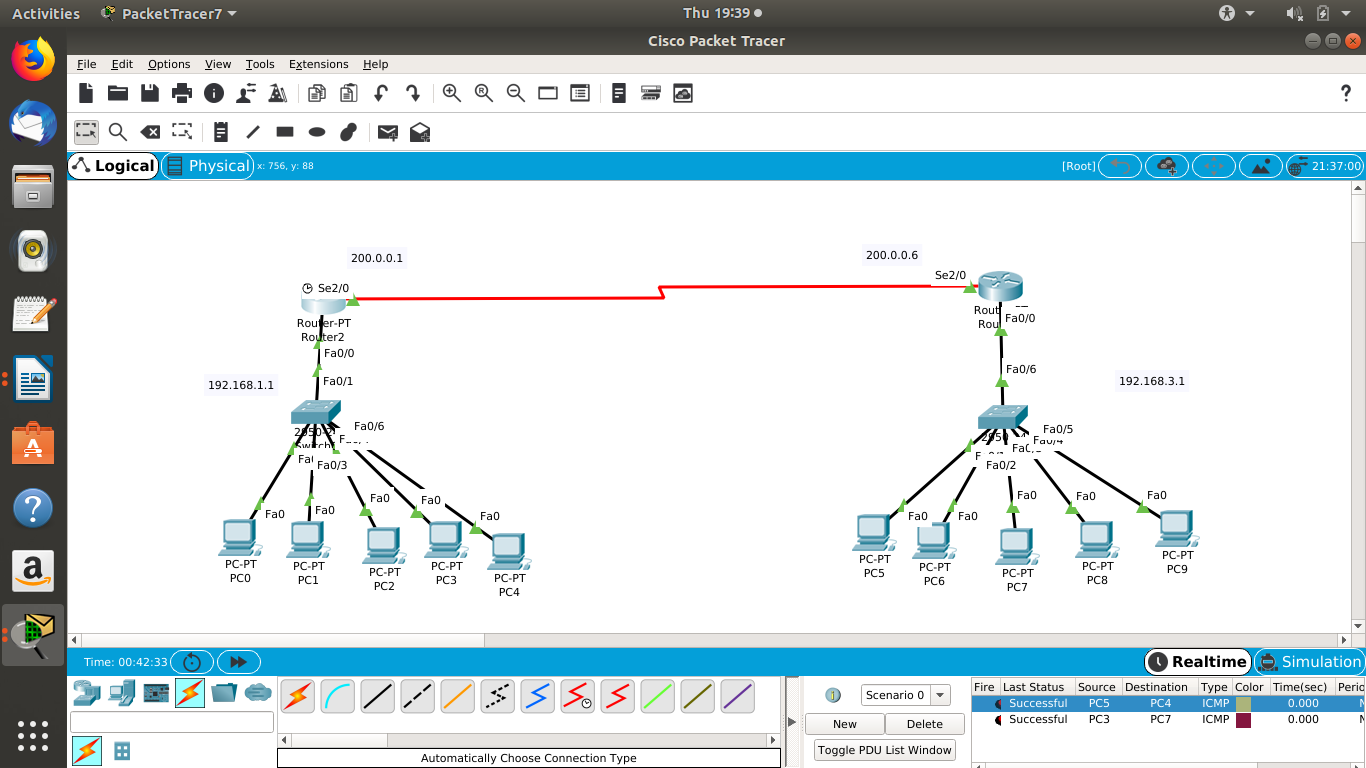 Activities PacketTracer7 Thu 19:39
Cisco Packet Tracer
File Edit Options View Tools Extensions Help
?
Logical Physical x: 756, y: 88 [Root] 21:37:00
200.0.0.1
200.0.0.6
Se2/0
Se2/0
Router-PT
Router2
Fa0/0
Fa0/0
Fa0/1
Fa0/6
192.168.1.1
192.168.3.1
Fa0/6
Fa0/3
Fa0/5
Fa0/4
Fa0/2
Fa0 Fa0 Fa0 Fa0 Fa0
Fa0 Fa0 Fa0 Fa0 Fa0
PC-PT
PC0
PC-PT
PC1
PC-PT
PC2
PC-PT
PC3
PC-PT
PC4
PC-PT
PC5
PC-PT
PC6
PC-PT
PC7
PC-PT
PC8
PC-PT
PC9
Time: 00:42:33 Realtime Simulation
Scenario 0
New Delete
Toggle PDU List Window
Automatically Choose Connection Type
Fire Last Status Source Destination Type Color Time(sec)
Successful PC5 PC4 ICMP 0.000
Successful PC3 PC7 ICMP 0.000